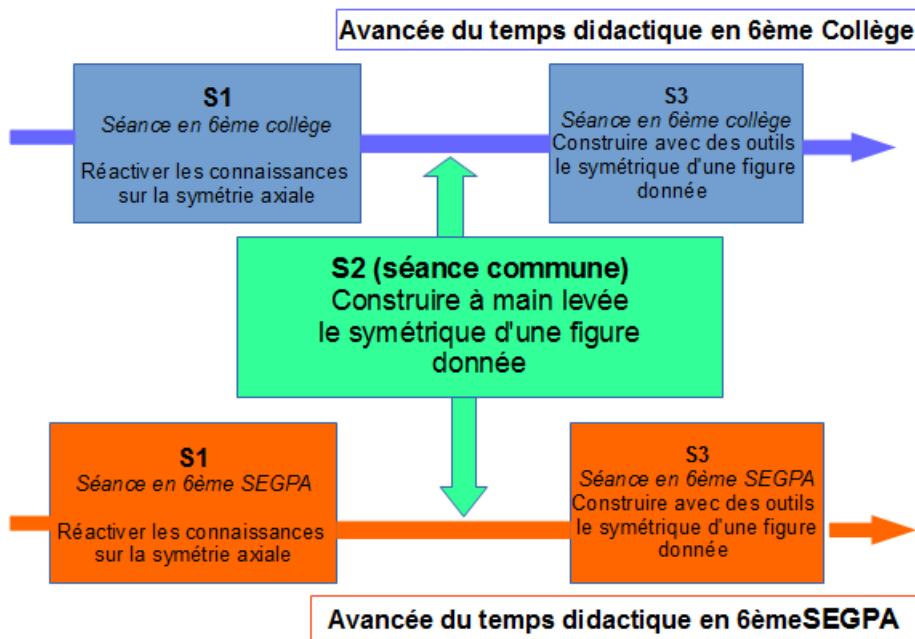 Avancée du temps didactique en 6ème Collège
S1
Séance en 6ème collège
Réactiver les connaissances
sur la symétrie axiale
S3
Séance en 6ème collège
Construire avec des outils
le symétrique d'une figure
donnée
S2 (séance commune)
Construire à main levée
le symétrique d'une figure
donnée
S1
Séance en 6ème SEGPA
Réactiver les connaissances
sur la symétrie axiale
S3
Séance en 6ème SEGPA
Construire avec des outils
le symétrique d'une figure
donnée
Avancée du temps didactique en 6èmeSEGPA